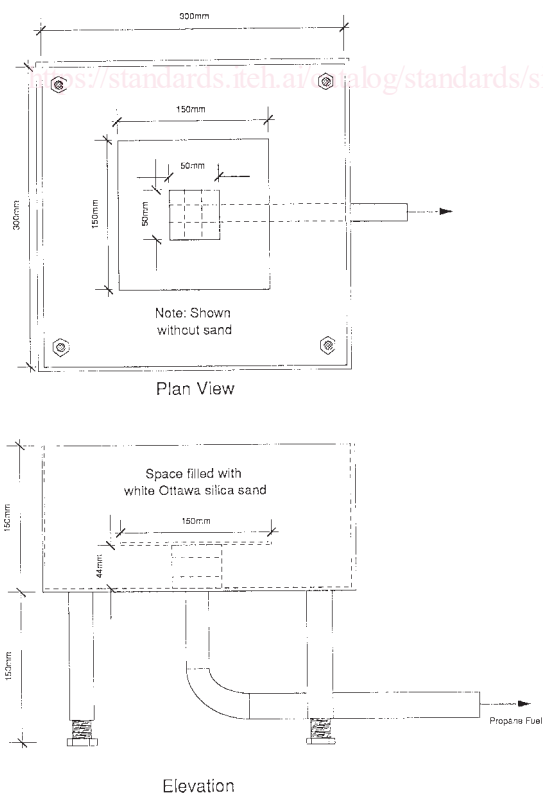 300mm
https://standards.iteh.ai/catalog/standards/s
150mm
50mm
50mm
150mm
300mm
Note: Shown
without sand
Plan View
Space filled with
white Ottawa silica sand
150mm
150mm
44mm
150mm
Propane Fuel
Elevation